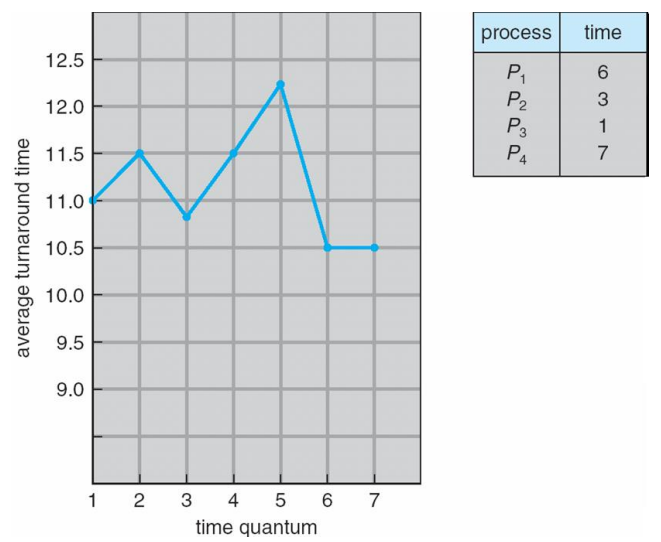 average turnaround time
12.5
12.0
11.5
11.0
10.5
10.0
9.5
9.0
1 2 3 4 5 6 7
time quantum
process time
P1 6
P2 3
P3 1
P4 7